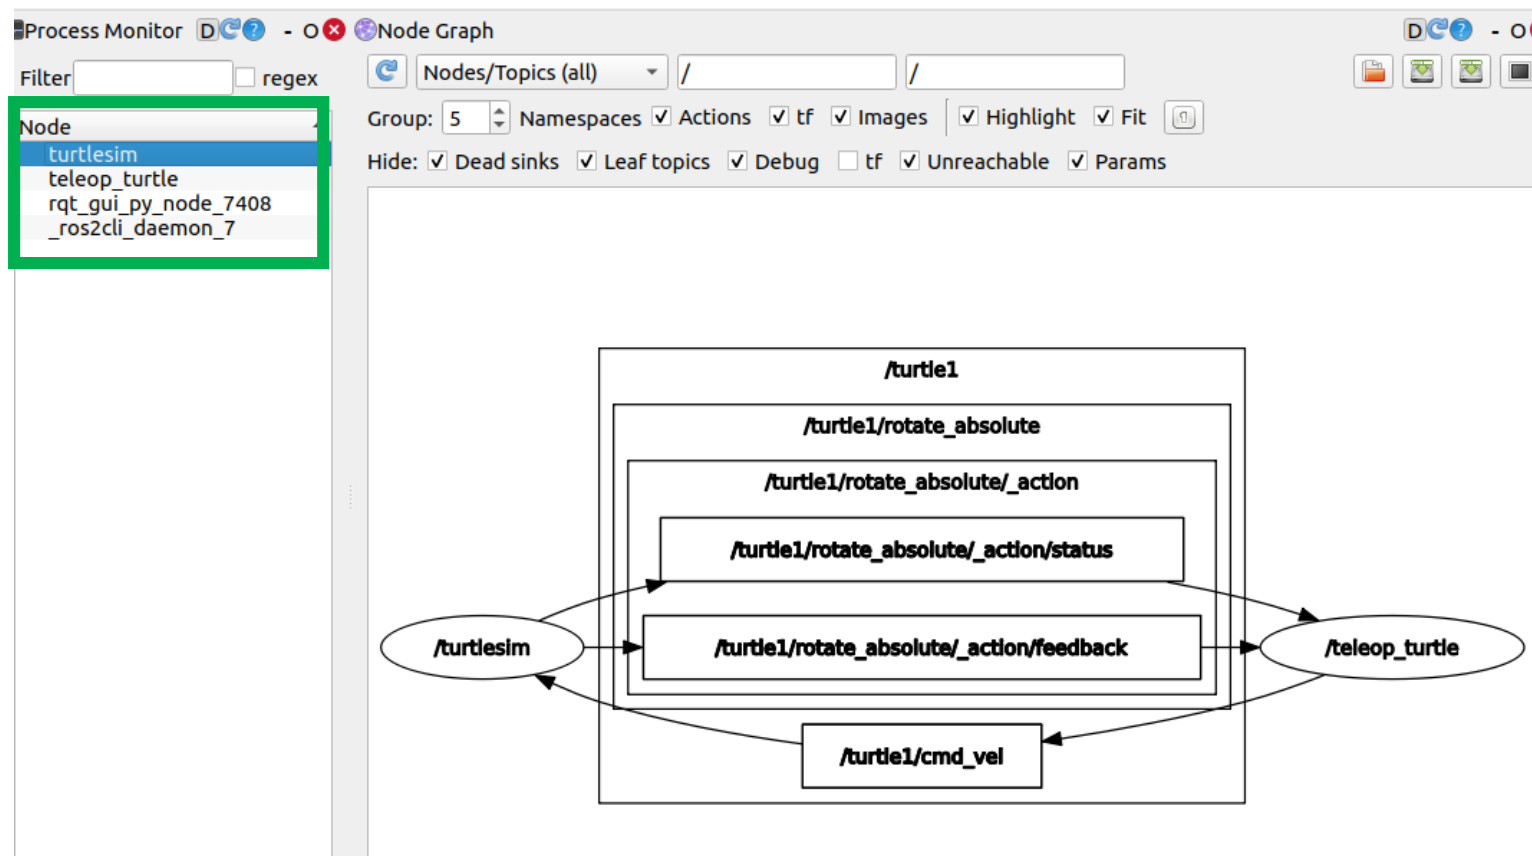 Process Monitor D ? - O
Filter regex
Node
turtlesim
teleop_turtle
rqt_gui_py_node_7408
_ros2cli_daemon_7
Node Graph D ? - O
Nodes/Topics (all) / /
Group: 5 Namespaces Actions tf Images Highlight Fit
Hide: Dead sinks Leaf topics Debug tf Unreachable Params
/turtle1
/turtle1/rotate_absolute
/turtle1/rotate_absolute/_action
/turtle1/rotate_absolute/_action/status
/turtlesim
/turtle1/rotate_absolute/_action/feedback
/teleop_turtle
/turtle1/cmd_vel